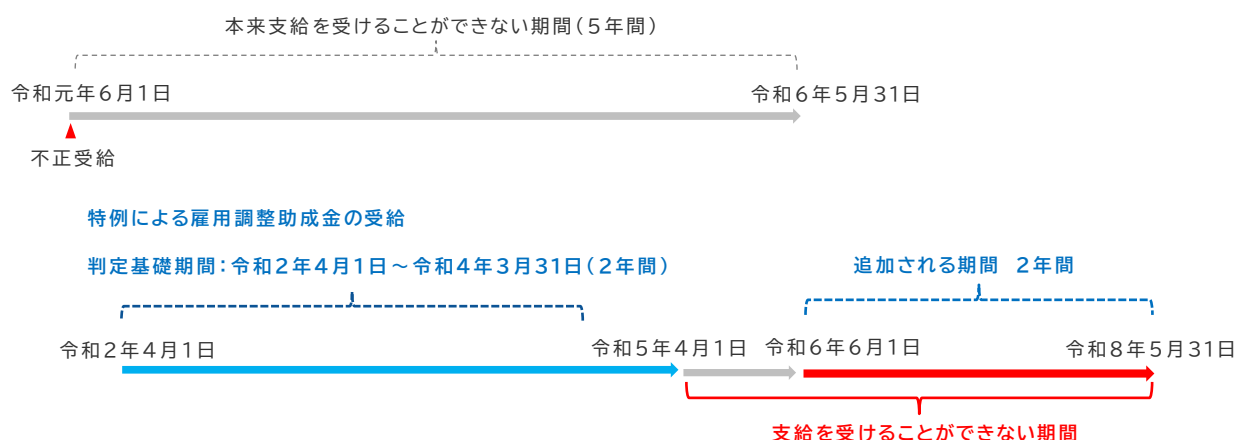 本来支給を受けることができない期間(5年間)
令和元年6月1日
令和6年5月31日
不正受給
特例による雇用調整助成金の受給
判定基礎期間:令和2年4月1日~令和4年3月31日(2年間)
追加される期間 2年間
令和2年4月1日
令和5年4月1日
令和6年6月1日
令和8年5月31日
支給を受けることができない期間